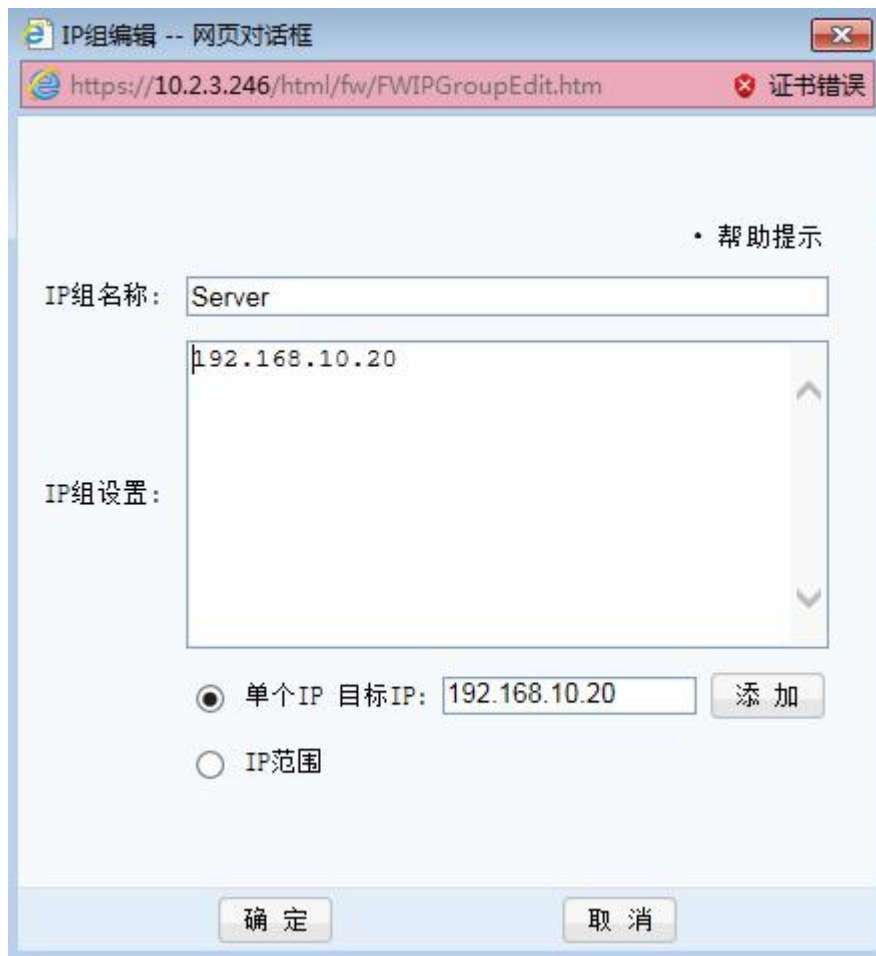 IP组编辑 -- 网页对话框
https://10.2.3.246/html/fw/FWIPGroupEdit.htm 证书错误
• 帮助提示
IP组名称: Server
192.168.10.20
IP组设置:
单个IP 目标IP: 192.168.10.20 添 加
IP范围
确 定 取 消